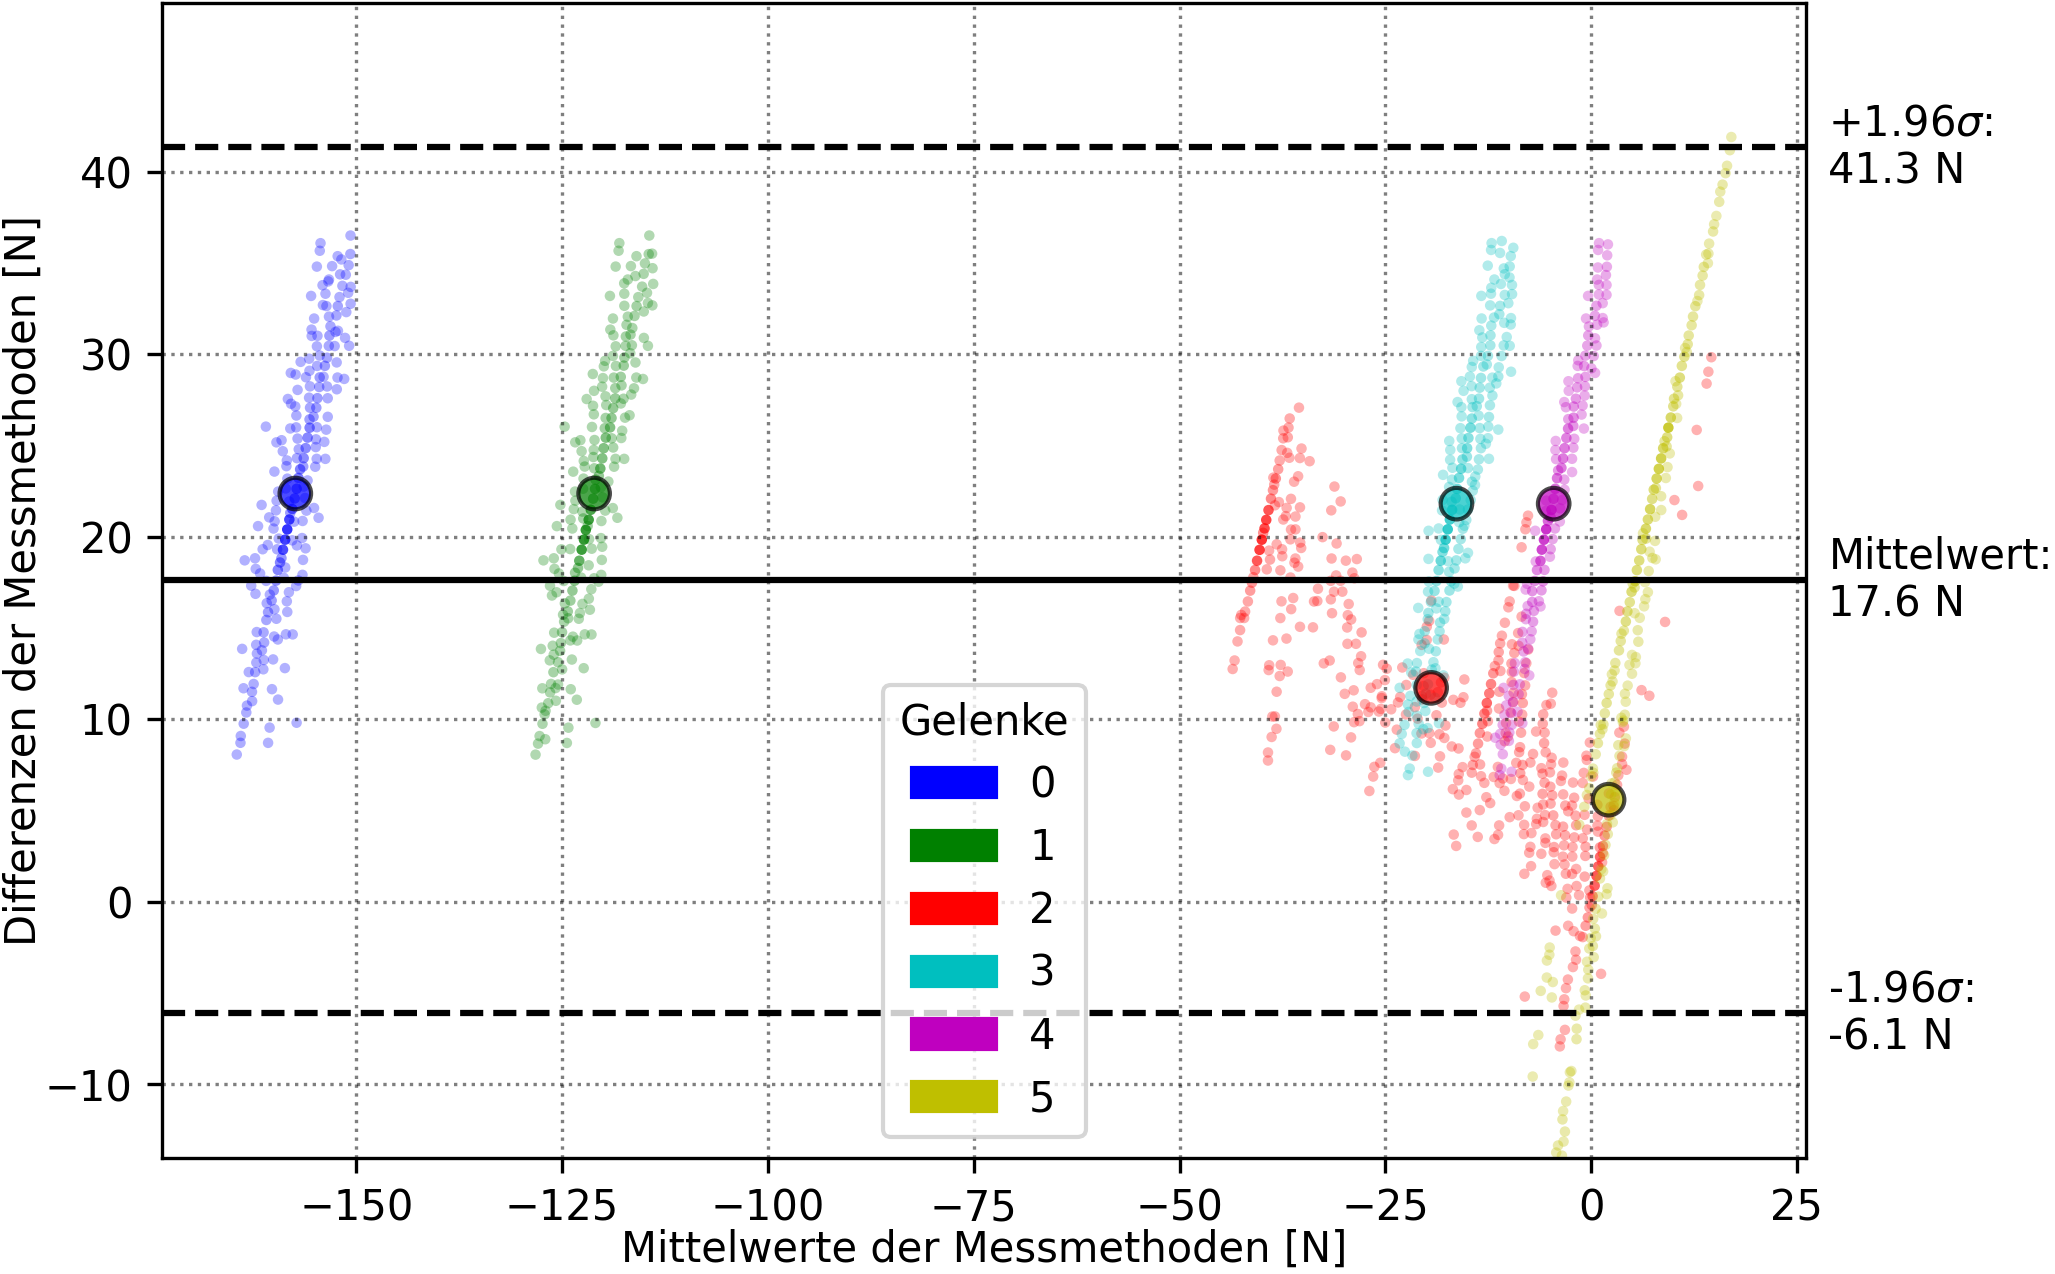 +1.96σ:
41.3 N
40
30
20
10
0
−10
Differenzen der Messmethoden [N]
Mittelwert:
17.6 N
Gelenke
0
1
2
3
4
5
-1.96σ:
-6.1 N
−150
−125
−100
−75
−50
−25
0
25
Mittelwerte der Messmethoden [N]